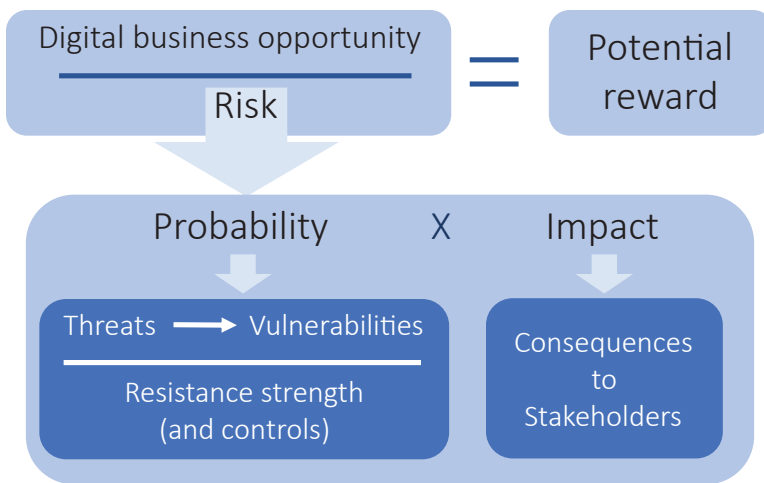 Digital business opportunity
Risk
=
Potential
reward
Probability X Impact
Threats → Vulnerabilities
Resistance strength
(and controls)
Consequences
to
Stakeholders